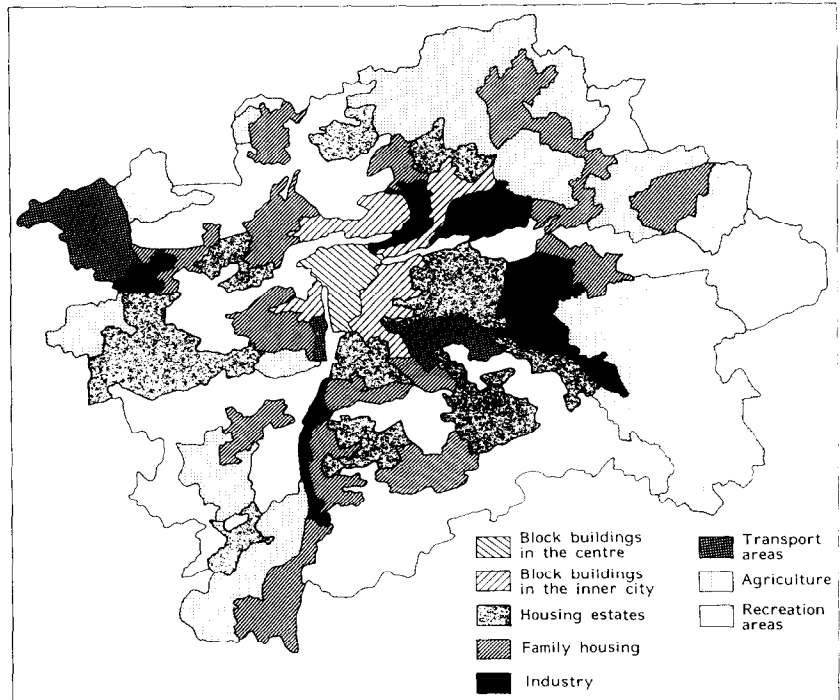 Block buildings
in the centre
Block buildings
in the inner city
Housing estates
Family housing
Industry
Transport
areas
Agriculture
Recreation
areas